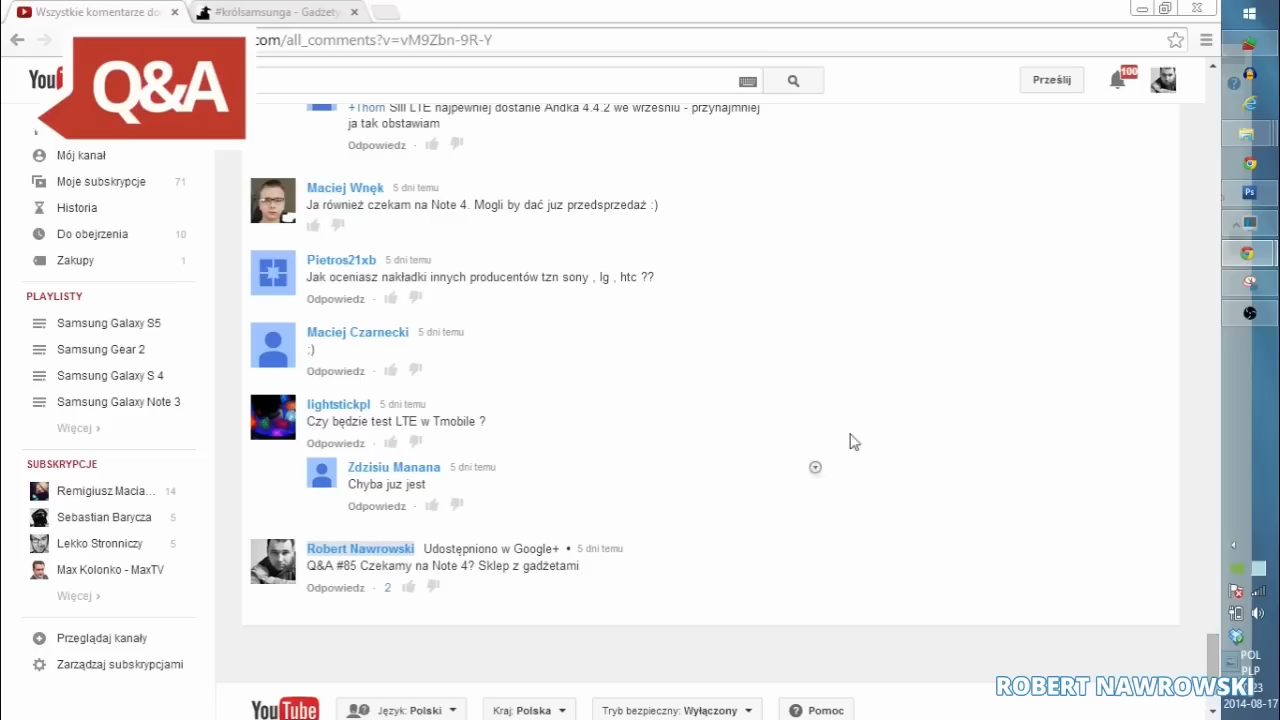 Wszystkie komentarze do
#królsamsunga - Gadżety
om/all_comments?v=vM9Zbn-9R-Y
Q&A
You
Prześlij
100
+Thom SIII LTE najpewniej dostanie Andka 4.4.2 we wrześniu - przynajmniej
ja tak obstawiam
Odpowiedz
Mój kanał
Moje subskrypcje 71
Historia
Do obejrzenia 10
Zakupy 1
PLAYLISTY
Samsung Galaxy S5
Samsung Gear 2
Samsung Galaxy S 4
Samsung Galaxy Note 3
Więcej ›
SUBSKRYPCJE
Remigiusz Macia... 14
Sebastian Barycza 5
Lekko Stronniczy 5
Max Kolonko - MaxTV
Więcej ›
Przeglądaj kanały
Zarządzaj subskrypcjami
Maciej Wnęk 5 dni temu
Ja również czekam na Note 4. Mogli by dać juz przedsprzedaż :)
Pietros21xb 5 dni temu
Jak oceniasz nakładki innych producentów tzn sony , lg , htc ??
Odpowiedz ·
Maciej Czarnecki 5 dni temu
;)
Odpowiedz ·
lightstickpl 5 dni temu
Czy będzie test LTE w Tmobile ?
Odpowiedz ·
Zdzisiu Manana 5 dni temu
Chyba juz jest
Odpowiedz ·
Robert Nawrowski Udostępniono w Google+ • 5 dni temu
Q&A #85 Czekamy na Note 4? Sklep z gadżetami
Odpowiedz · 2
YouTube
Język: Polski
Kraj:
Tryb bezpieczny: Wyłączony
Pomoc
Ps
POL
PLP
23
ROBERT NAWROWSKI
2014-08-17